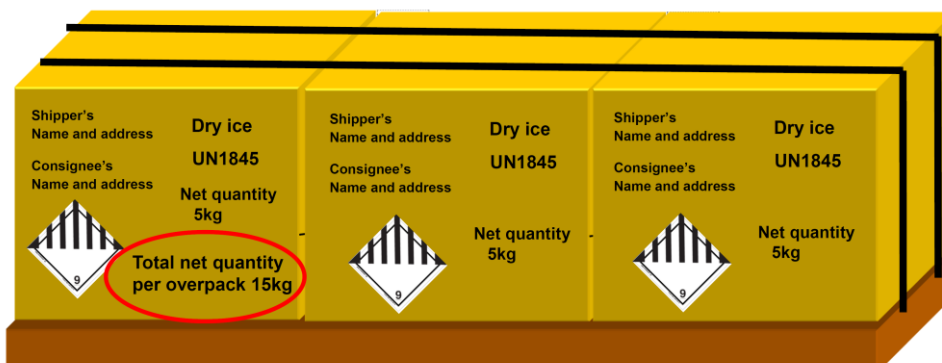 Shipper's
Name and address
Dry ice
UN1845
Consignee's
Name and address
Net quantity
5kg
9
Total net quantity
per overpack 15kg
Shipper's
Name and address
Dry ice
UN1845
Consignee's
Name and address
Net quantity
5kg
9
Shipper's
Name and address
Dry ice
UN1845
Consignee's
Name and address
Net quantity
5kg
9